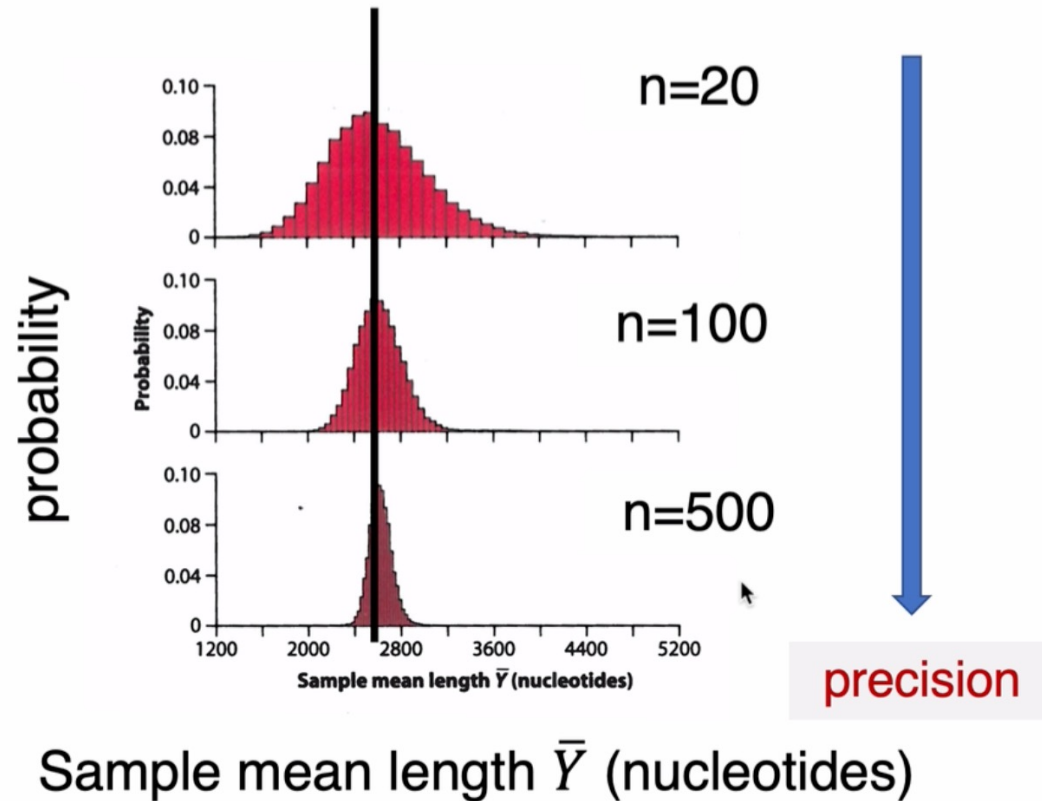 n=20
0.10
0.08
0.04
0
probability
Probability
n=100
0.10
0.08
0.04
0
n=500
0.10
0.08
0.04
0
1200 2000 2800 3600 4400 5200
Sample mean length Ȳ (nucleotides)
precision
Sample mean length Ȳ (nucleotides)